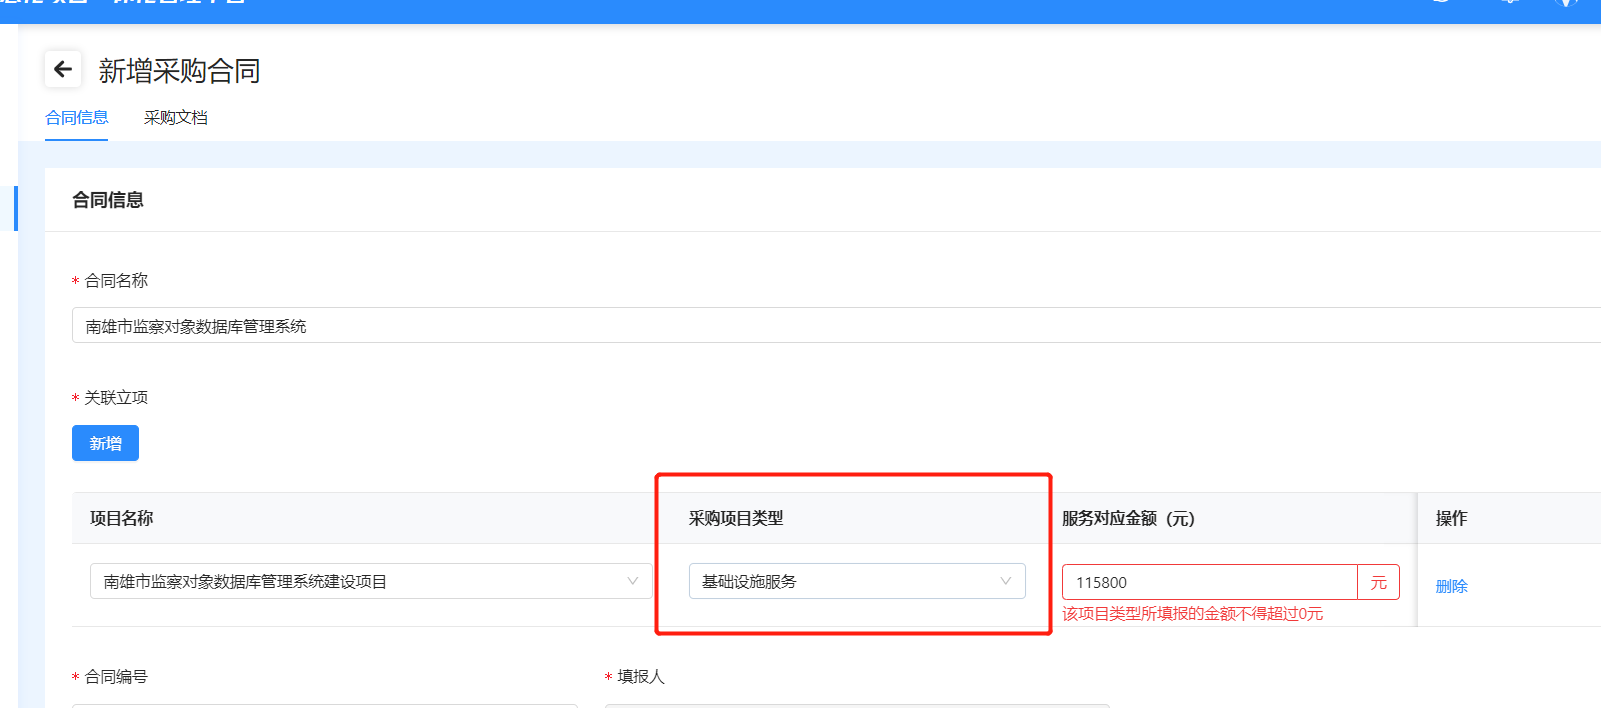 新增采购合同
合同信息 采购文档
合同信息
* 合同名称
南雄市监察对象数据库管理系统
* 关联立项
新增
项目名称 采购项目类型 服务对应金额 (元) 操作
南雄市监察对象数据库管理系统建设项目 基础设施服务 115800 元 删除
该项目类型所填报的金额不得超过0元
* 合同编号 * 填报人